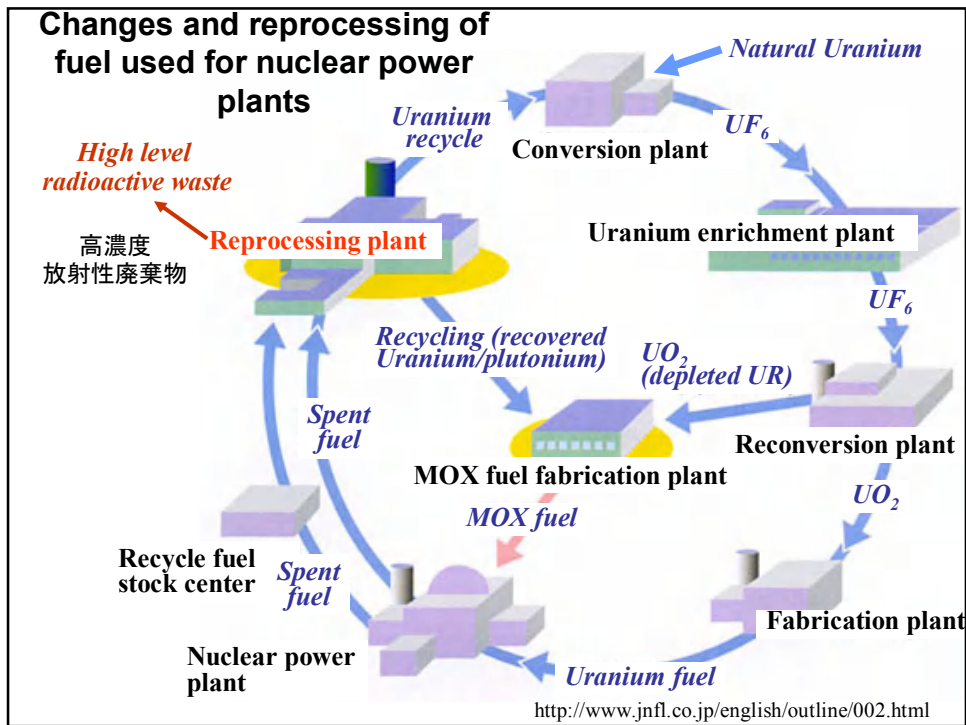 Changes and reprocessing of
fuel used for nuclear power
plants
Natural Uranium
Uranium
recycle
UF6
Conversion plant
High level
radioactive waste
Reprocessing plant
Uranium enrichment plant
高濃度
放射性廃棄物
UF6
Recycling (recovered
Uranium/plutonium)
UO2
(depleted UR)
Spent
fuel
Reconversion plant
MOX fuel fabrication plant
UO2
MOX fuel
Recycle fuel
stock center
Spent
fuel
Fabrication plant
Nuclear power
plant
Uranium fuel
http://www.jnfl.co.jp/english/outline/002.html